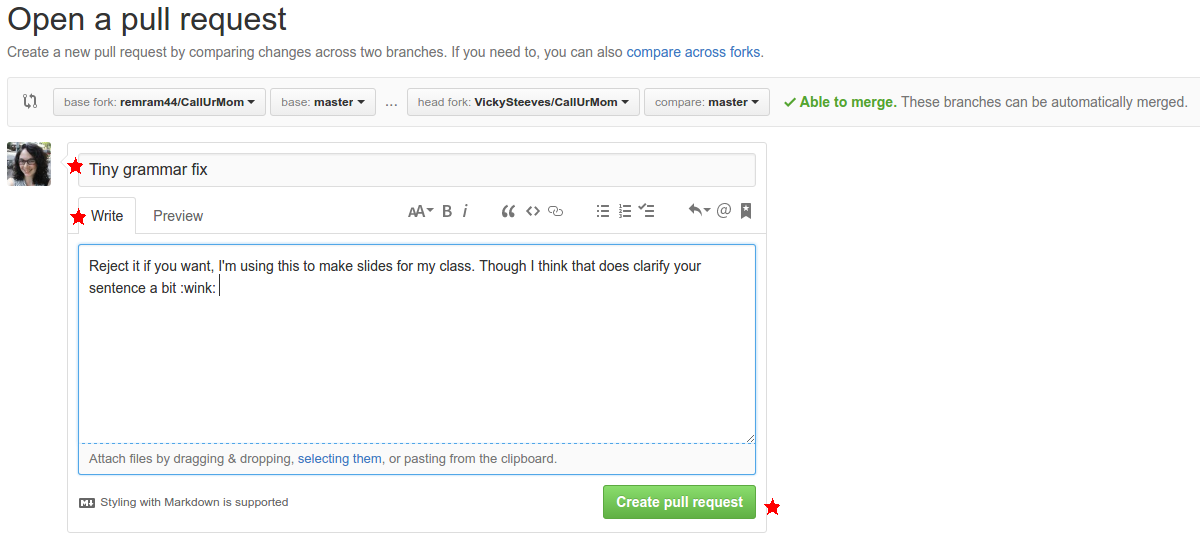 Open a pull request
Create a new pull request by comparing changes across two branches. If you need to, you can also compare across forks.
base fork: remram44/CallUrMom base: master ... head fork: VickySteeves/CallUrMom compare: master Able to merge. These branches can be automatically merged.
Tiny grammar fix
Write Preview AA B i @
Reject it if you want, I'm using this to make slides for my class. Though I think that does clarify your
sentence a bit :wink:
Attach files by dragging & dropping, selecting them, or pasting from the clipboard.
Styling with Markdown is supported Create pull request